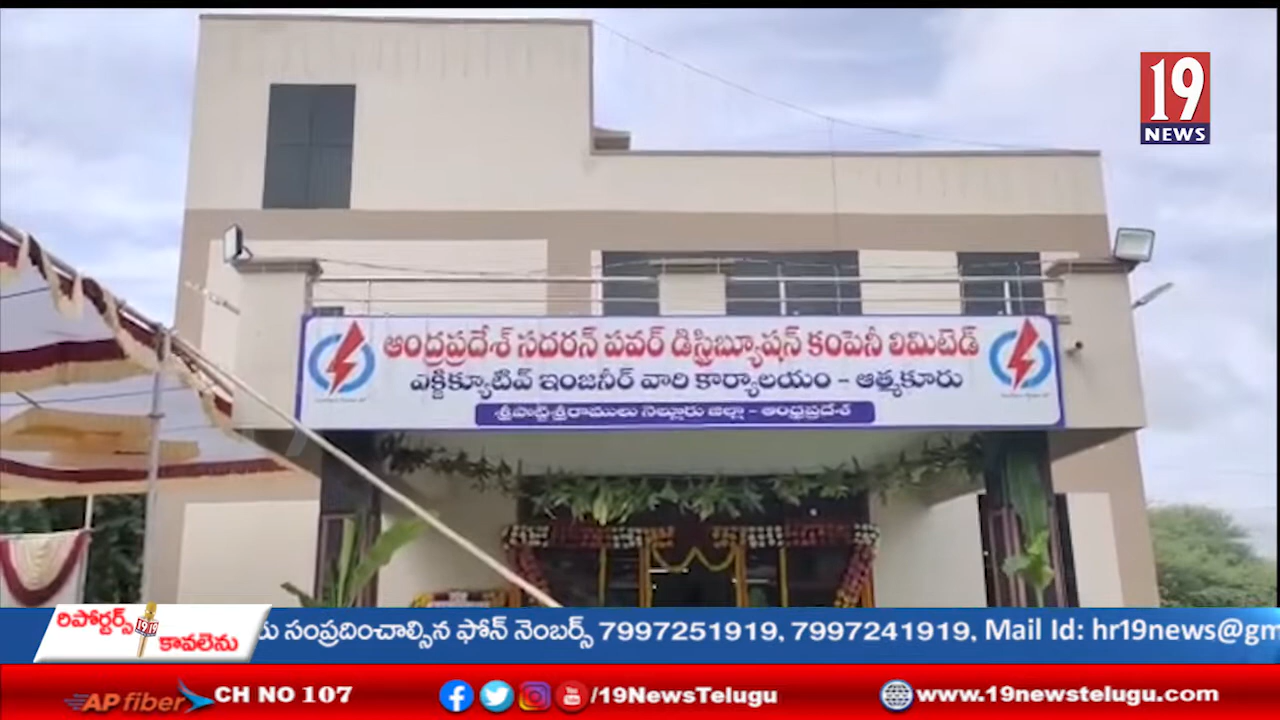 19
NEWS
ఆంధ్రప్రదేశ్ సదరన్ పవర్ డిస్ట్రిబ్యూషన్ కంపెనీ లిమిటెడ్
ఎక్జిక్యూటివ్ ఇంజనీర్ వారి కార్యాలయం - ఆత్మకూరు
శ్రీపొట్టిశ్రీరాములు నెల్లూరు జిల్లా - ఆంధ్రప్రదేశ్
రిపోర్టర్స్ కావలెను
రు సంప్రదించాల్సిన ఫోన్ నెంబర్స్ 7997251919, 7997241919, Mail Id: hr19news@gm
AP fiber CH NO 107 /19NewsTelugu www.19newstelugu.com